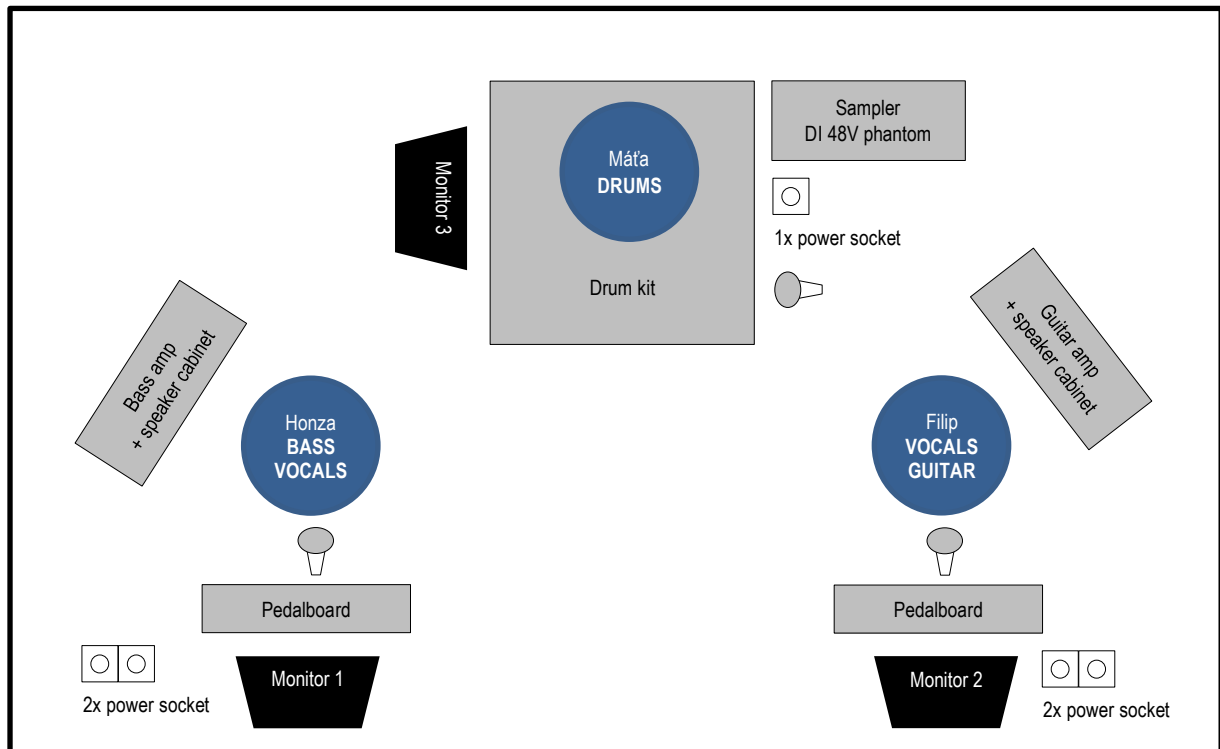 Sampler
DI 48V phantom
Máťa
DRUMS
Monitor 3
1x power socket
Drum kit
Bass amp
+ speaker cabinet
Guitar amp
+ speaker cabinet
Honza
BASS
VOCALS
Filip
VOCALS
GUITAR
Pedalboard
Pedalboard
Monitor 1
2x power socket
Monitor 2
2x power socket